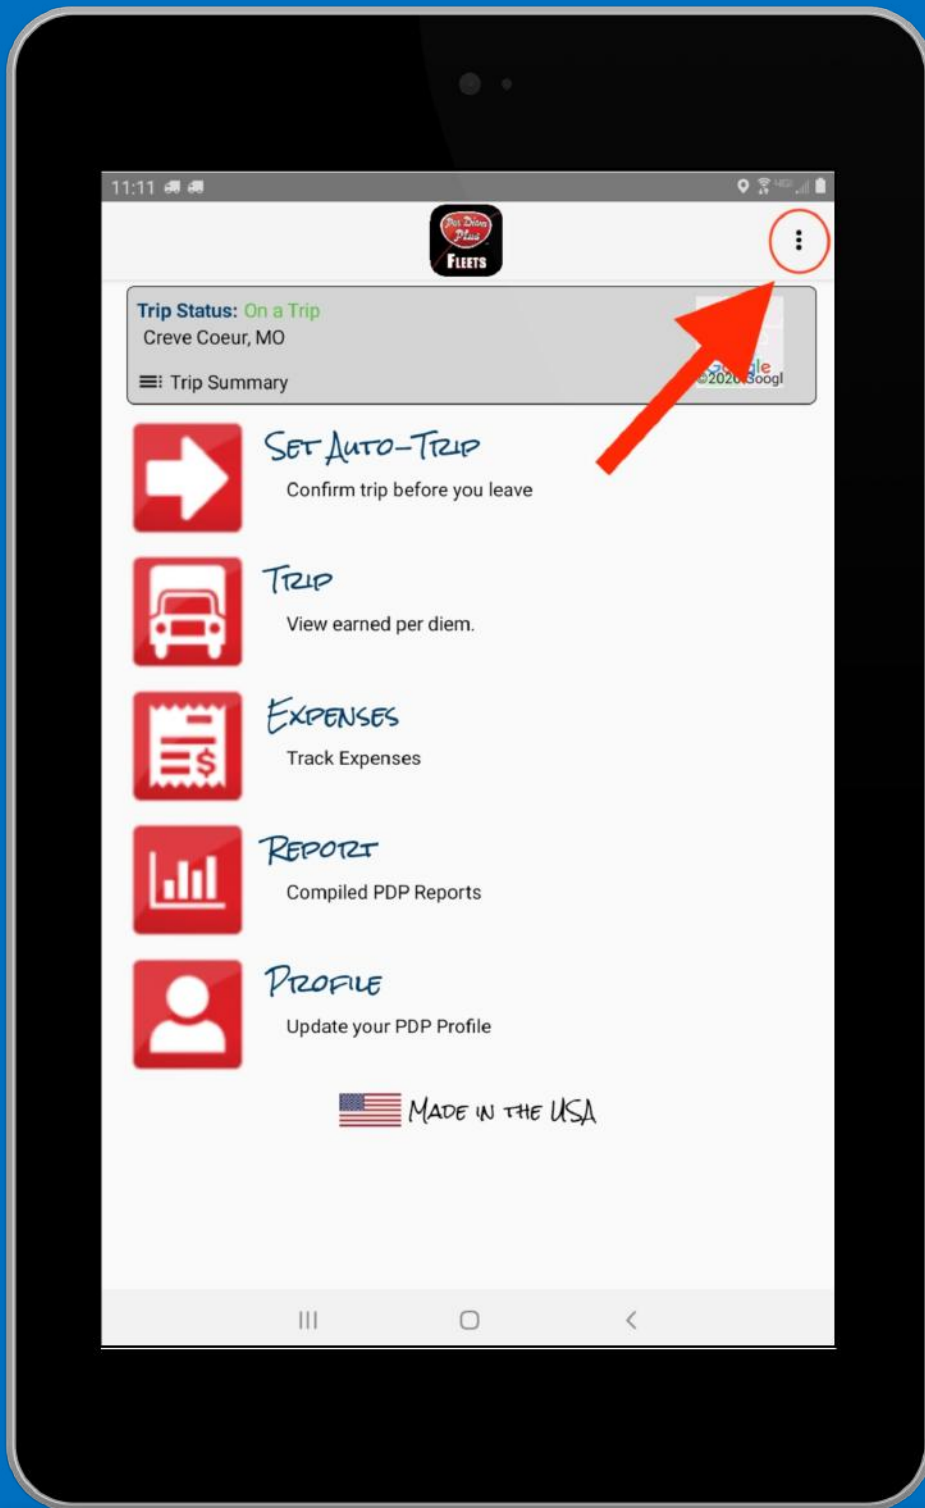 11:11
Per Diem
Plus
FLEETS
Trip Status: On a Trip
Creve Coeur, MO
Trip Summary
Google
©2020 Googl
SET AUTO-TRIP
Confirm trip before you leave
TRIP
View earned per diem.
EXPENSES
Track Expenses
$
REPORT
Compiled PDP Reports
PROFILE
Update your PDP Profile
MADE IN THE USA